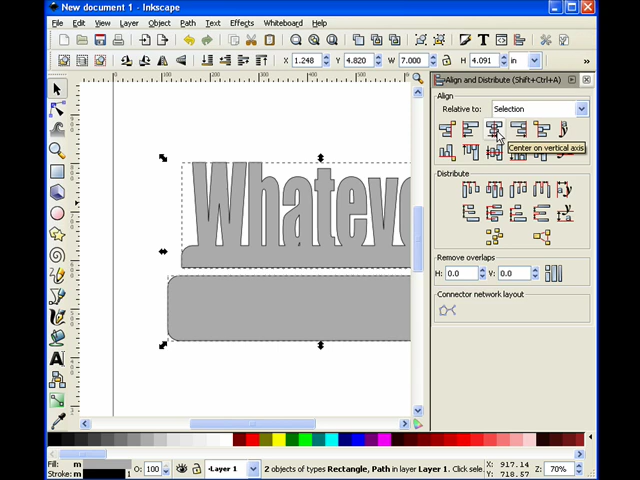 New document 1 - Inkscape
File Edit View Layer Object Path Text Effects Whiteboard Help
X 1.248 Y 4.820 W 7.000 H 4.091 in
Align and Distribute (Shift+Ctrl+A)
Align
Relative to: Selection
Center on vertical axis
Distribute
Remove overlaps
H: 0.0 V: 0.0
Connector network layout
Whateve
Fill: m
Stroke: m 1
O: 100
Layer 1
2 objects of types Rectangle, Path in layer Layer 1. Click sele
X: 917.14
Y: 718.57
Z: 70%